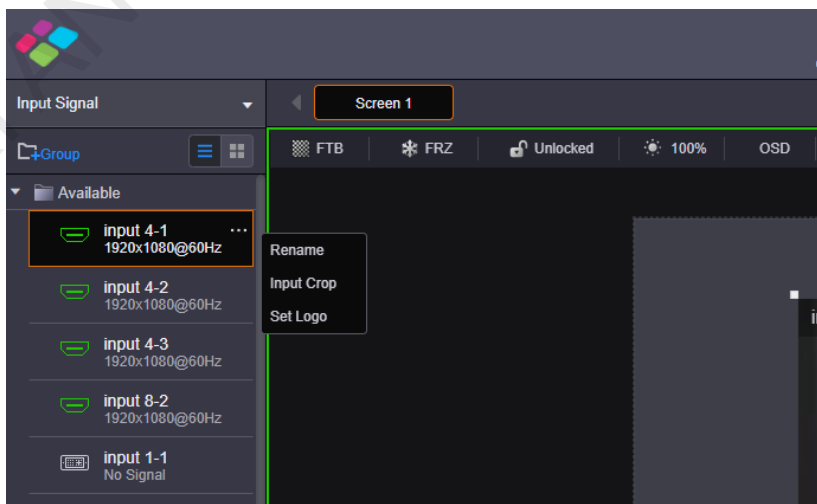 Input Signal
Screen 1
Group
FTB
FRZ
Unlocked
100%
OSD
Available
input 4-1
1920x1080@60Hz
Rename
Input Crop
Set Logo
input 4-2
1920x1080@60Hz
input 4-3
1920x1080@60Hz
input 8-2
1920x1080@60Hz
input 1-1
No Signal